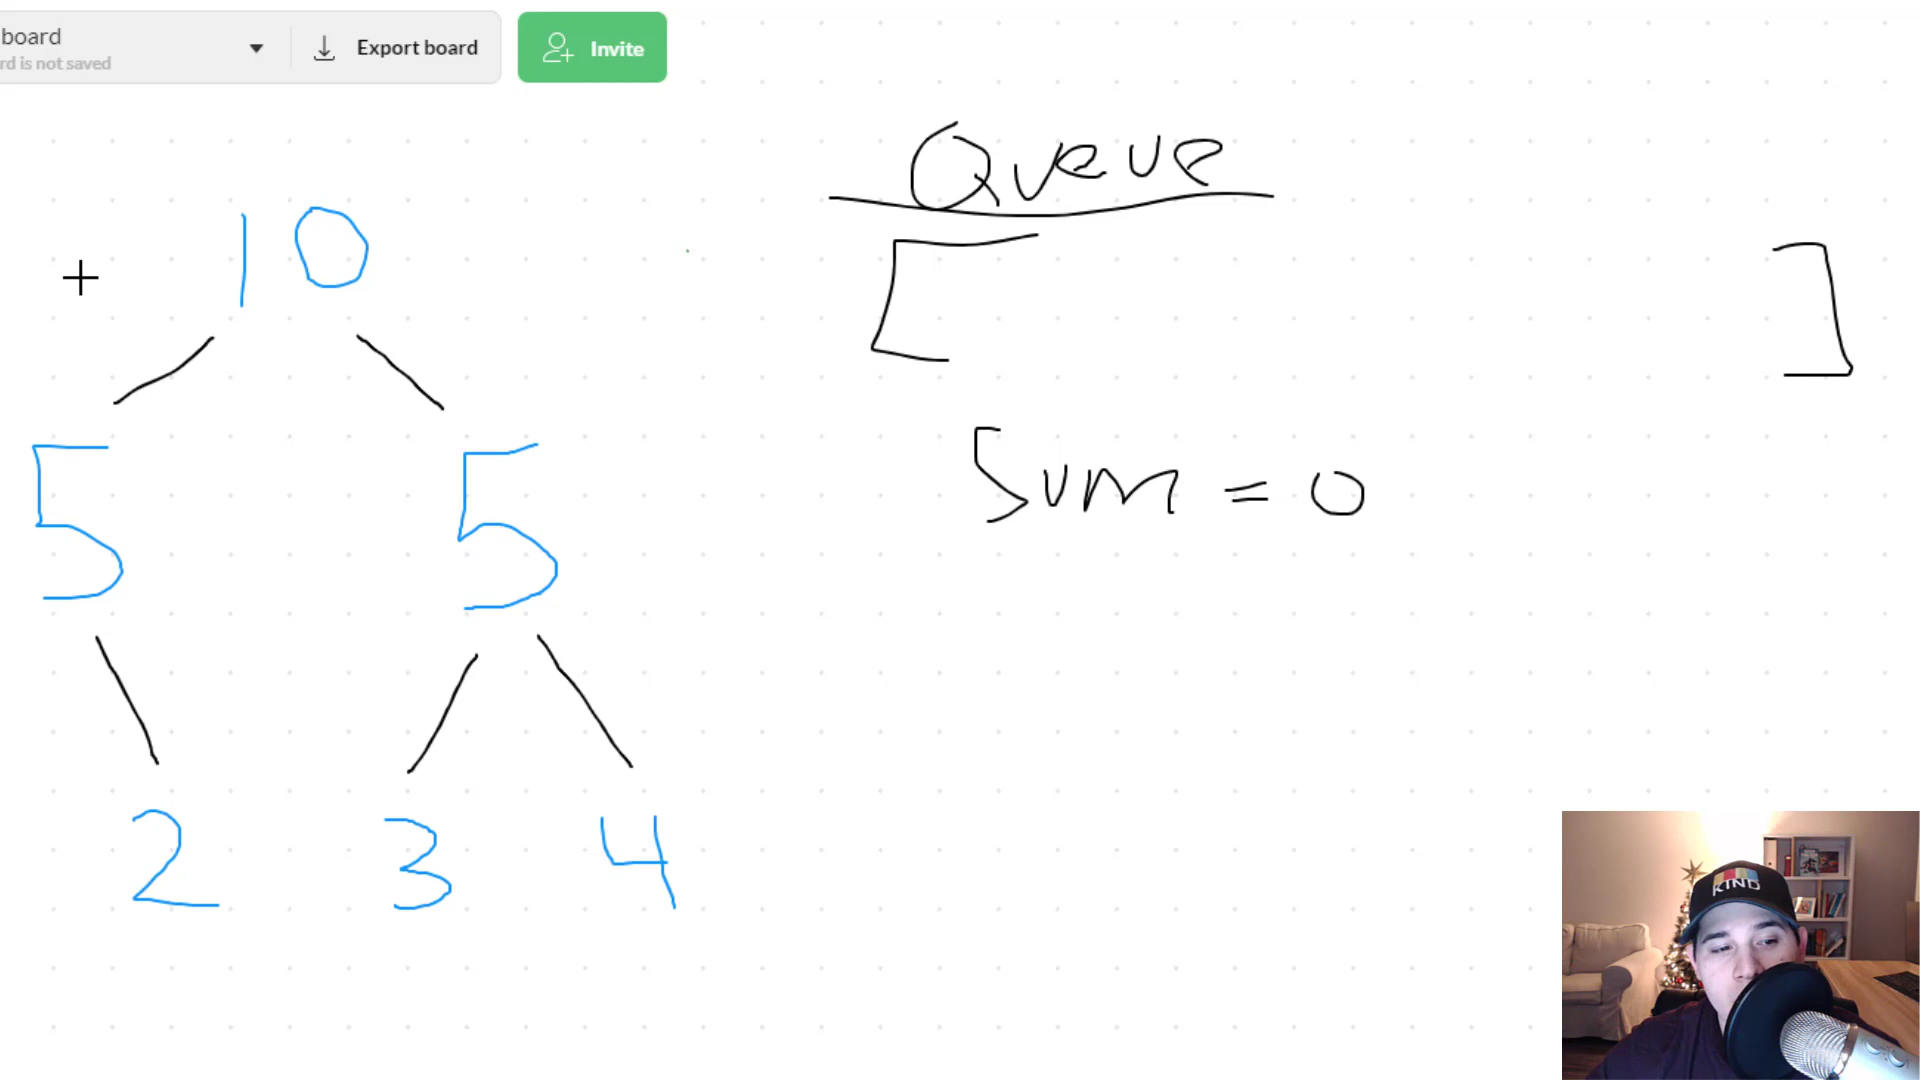 board
rd is not saved
Export board
Invite
Queue
10
[ ]
5 5
Sum = 0
2 3 4
KIND